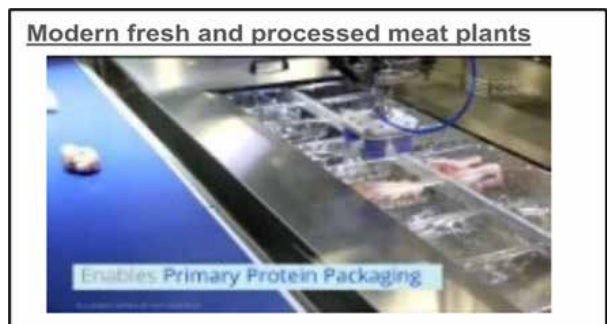 Modern fresh and processed meat plants
Enables Primary Protein Packaging